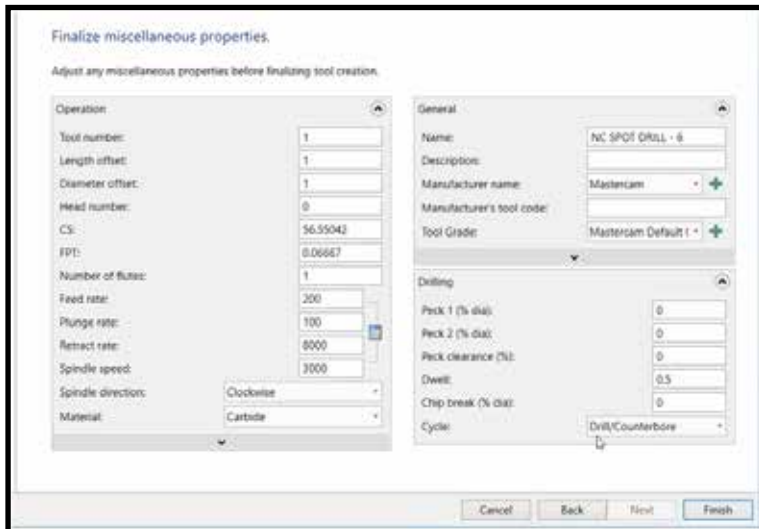 Finalize miscellaneous properties.
Adjust any miscellaneous properties before finalizing tool creation.
Operation
Tool number: 1
Length offset: 1
Diameter offset: 1
Head number: 0
CS: 56.55042
FPT: 0.06667
Number of flutes: 1
Feed rate: 200
Plunge rate: 100
Retract rate: 8000
Spindle speed: 3000
Spindle direction: Clockwise
Material: Carbide
General
Name: NC SPOT DRILL - 6
Description:
Manufacturer name: Mastercam
Manufacturer's tool code:
Tool Grade: Mastercam Default (
Drilling
Peck 1 (% dia): 0
Peck 2 (% dia): 0
Peck clearance (%): 0
Dwell: 0.5
Chip break (% dia): 0
Cycle: Drill/Counterbore
Cancel Back Next Finish